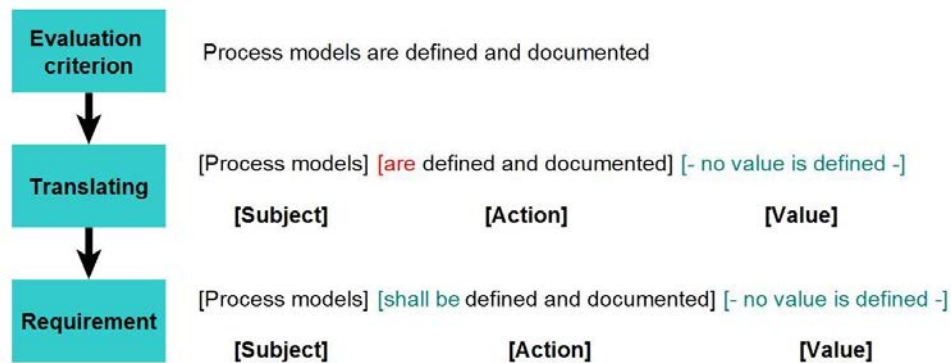 Evaluation
criterion
Process models are defined and documented
Translating
[Process models] [are defined and documented] [- no value is defined -]
[Subject] [Action] [Value]
Requirement
[Process models] [shall be defined and documented] [- no value is defined -]
[Subject] [Action] [Value]